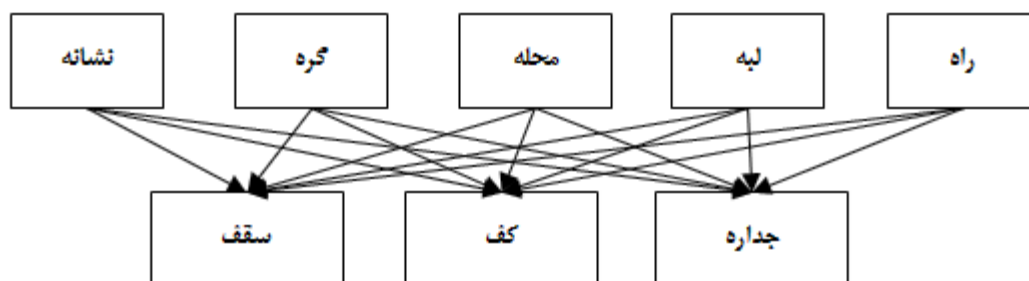 راه
لبه
محله
گره
نشانه
جداره
کف
سقف